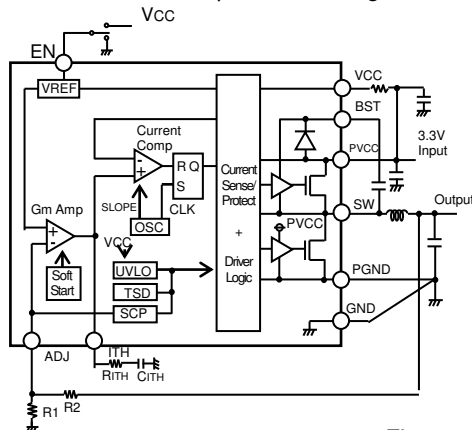 VCC
EN
VREF
VCC
BST
PVCC
3.3V
Input
Current
Comp
-
+
R Q
S
CLK
Current
Sense/
Protect
+
Driver
Logic
SLOPE
OSC
Gm Amp
+
-
SW
Output
PVCC
VCC
Soft
Start
UVLO
TSD
SCP
PGND
GND
ADJ
ITH
RITH
CITH
R1
R2